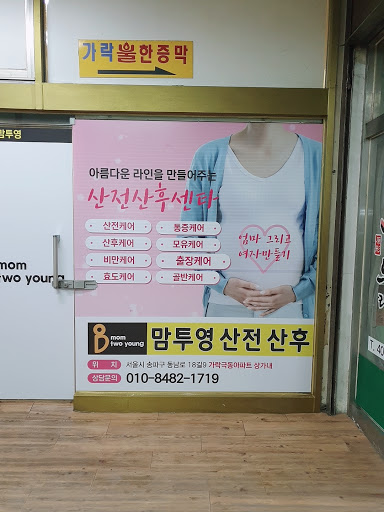 가락 불한증막
맘투영
아름다운 라인을 만들어주는
산전산후센타
산전케어
통증케어
산후케어
모유케어
비만케어
출장케어
효도케어
골반케어
엄마 그리고
여자만들기
mom
two young
mom
two young
맘투영 산전 산후
위 치 서울시 송파구 동남로 18길9 가락극동아파트 상가내
상담문의 010-8482-1719